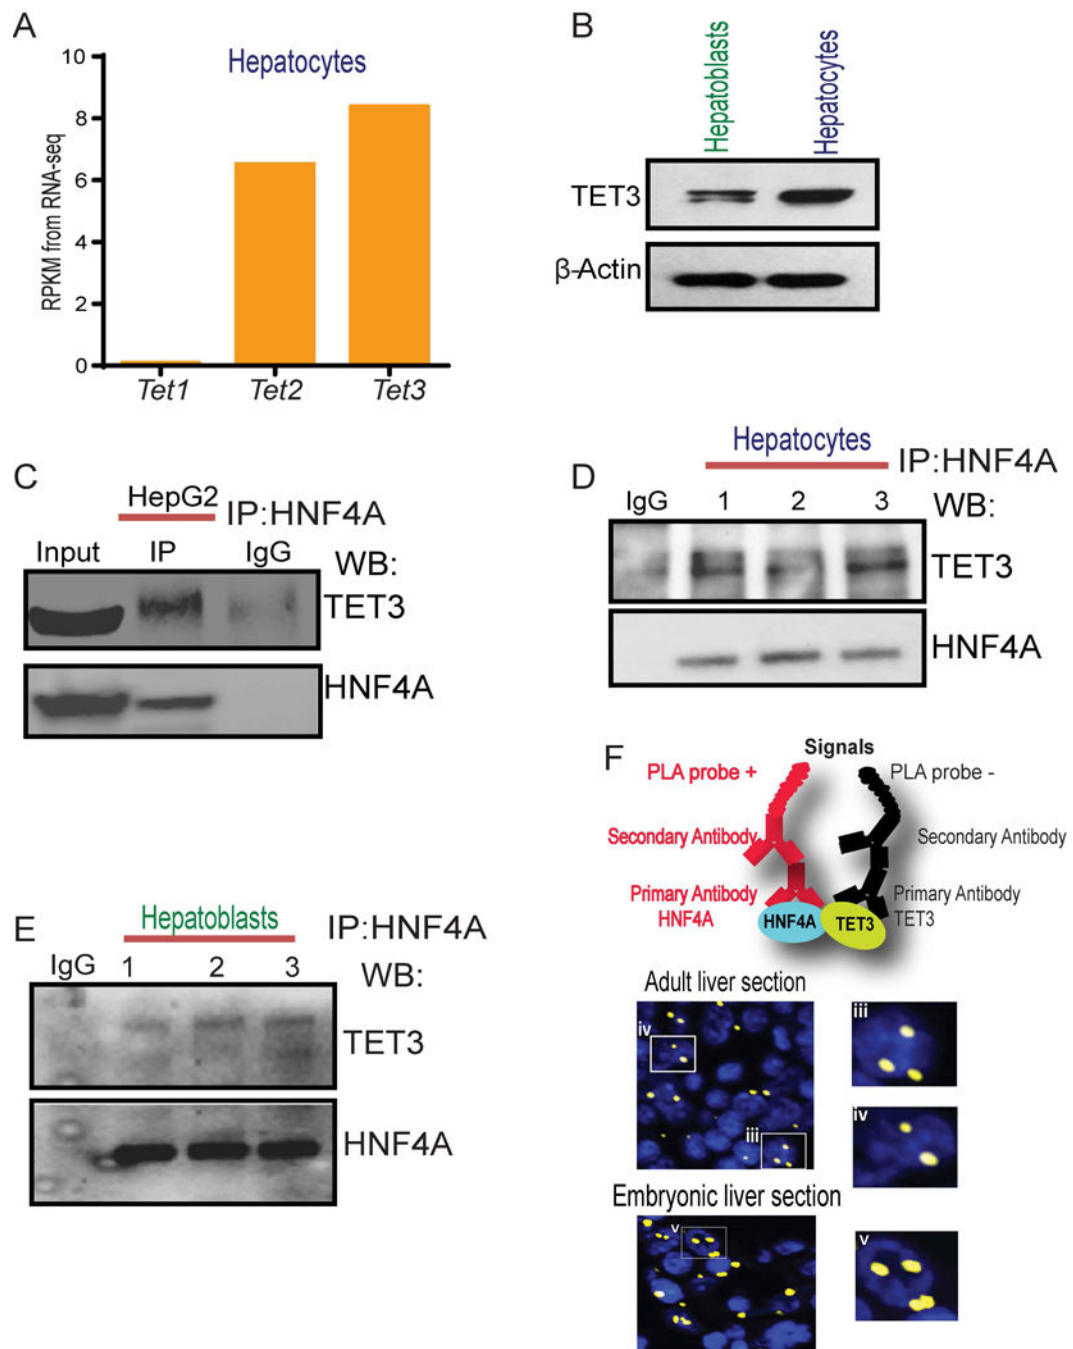 A
Hepatocytes
RPKM from RNA-seq
10
8
6
4
2
0
Tet1 Tet2 Tet3
B
Hepatoblasts
Hepatocytes
TET3
β-Actin
C
HepG2 IP:HNF4A
Input IP IgG WB:
TET3
HNF4A
D
Hepatocytes IP:HNF4A
IgG 1 2 3 WB:
TET3
HNF4A
E
Hepatoblasts IP:HNF4A
IgG 1 2 3 WB:
TET3
HNF4A
F
Signals
PLA probe + PLA probe -
Secondary Antibody Secondary Antibody
Primary Antibody Primary Antibody
HNF4A HNF4A TET3 TET3
Adult liver section
iv
iii
iii
iv
Embryonic liver section
v
v